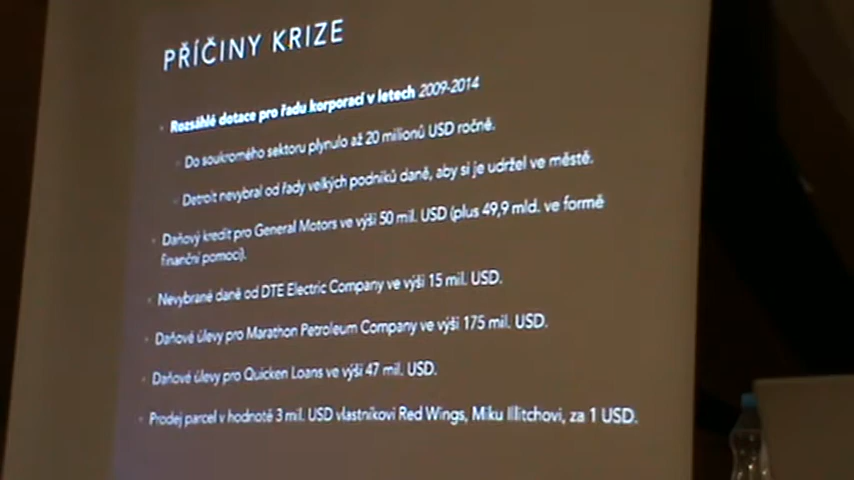 PŘÍČINY KRIZE
Rozsáhlé dotace pro řadu korporací v letech 2009-2014
Do soukromého sektoru plynulo až 20 milionů USD ročně.
Detroit nevybral od řady velkých podniků daně, aby si je udržel ve městě.
Daňový kredit pro General Motors ve výši 50 mil. USD (plus 49,9 mld. ve formě
finanční pomoci).
Nevybrané daně od DTE Electric Company ve výši 15 mil. USD.
Daňové úlevy pro Marathon Petroleum Company ve výši 175 mil. USD.
Daňové úlevy pro Quicken Loans ve výši 47 mil. USD.
Prodej parcel v hodnotě 3 mil. USD vlastníkovi Red Wings, Miku Illitchovi, za 1 USD.